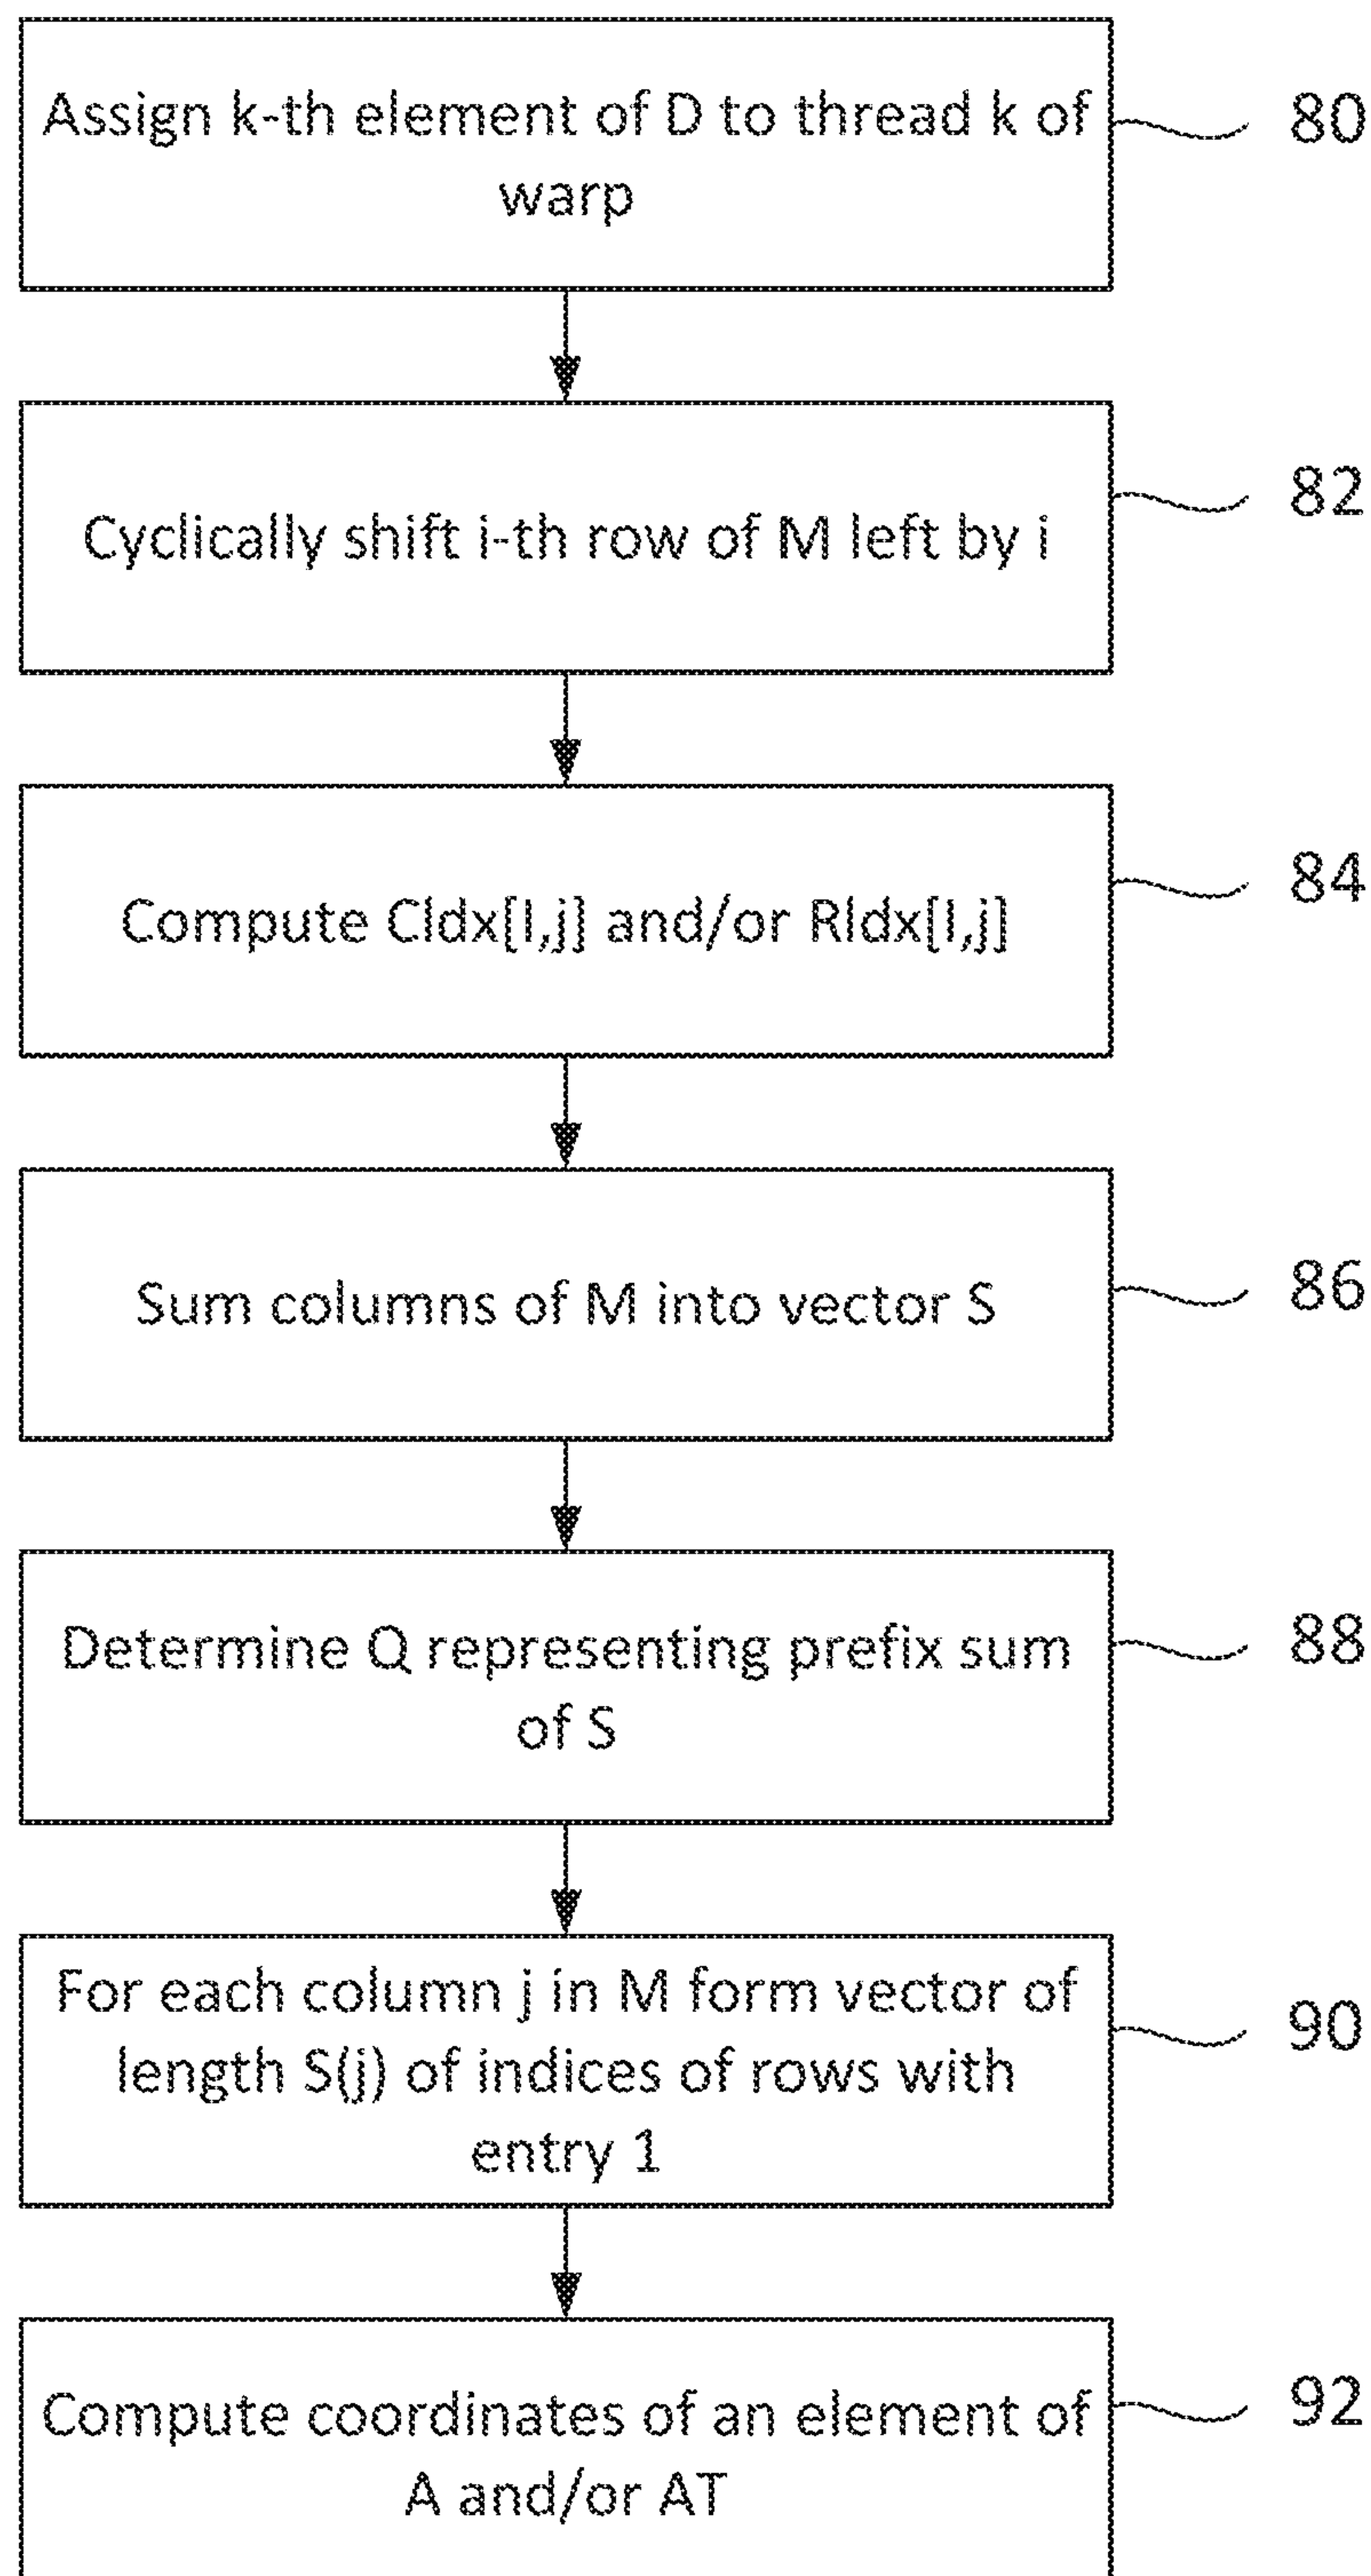 Assign k-th element of D to thread k of
warp
80
Cyclically shift i-th row of M left by i
82
Compute CIdx[I,j] and/or RIdx[I,j]
84
Sum columns of M into vector S
86
Determine Q representing prefix sum
of S
88
For each column j in M form vector of
length S(j) of indices of rows with
entry 1
90
Compute coordinates of an element of
A and/or AT
92